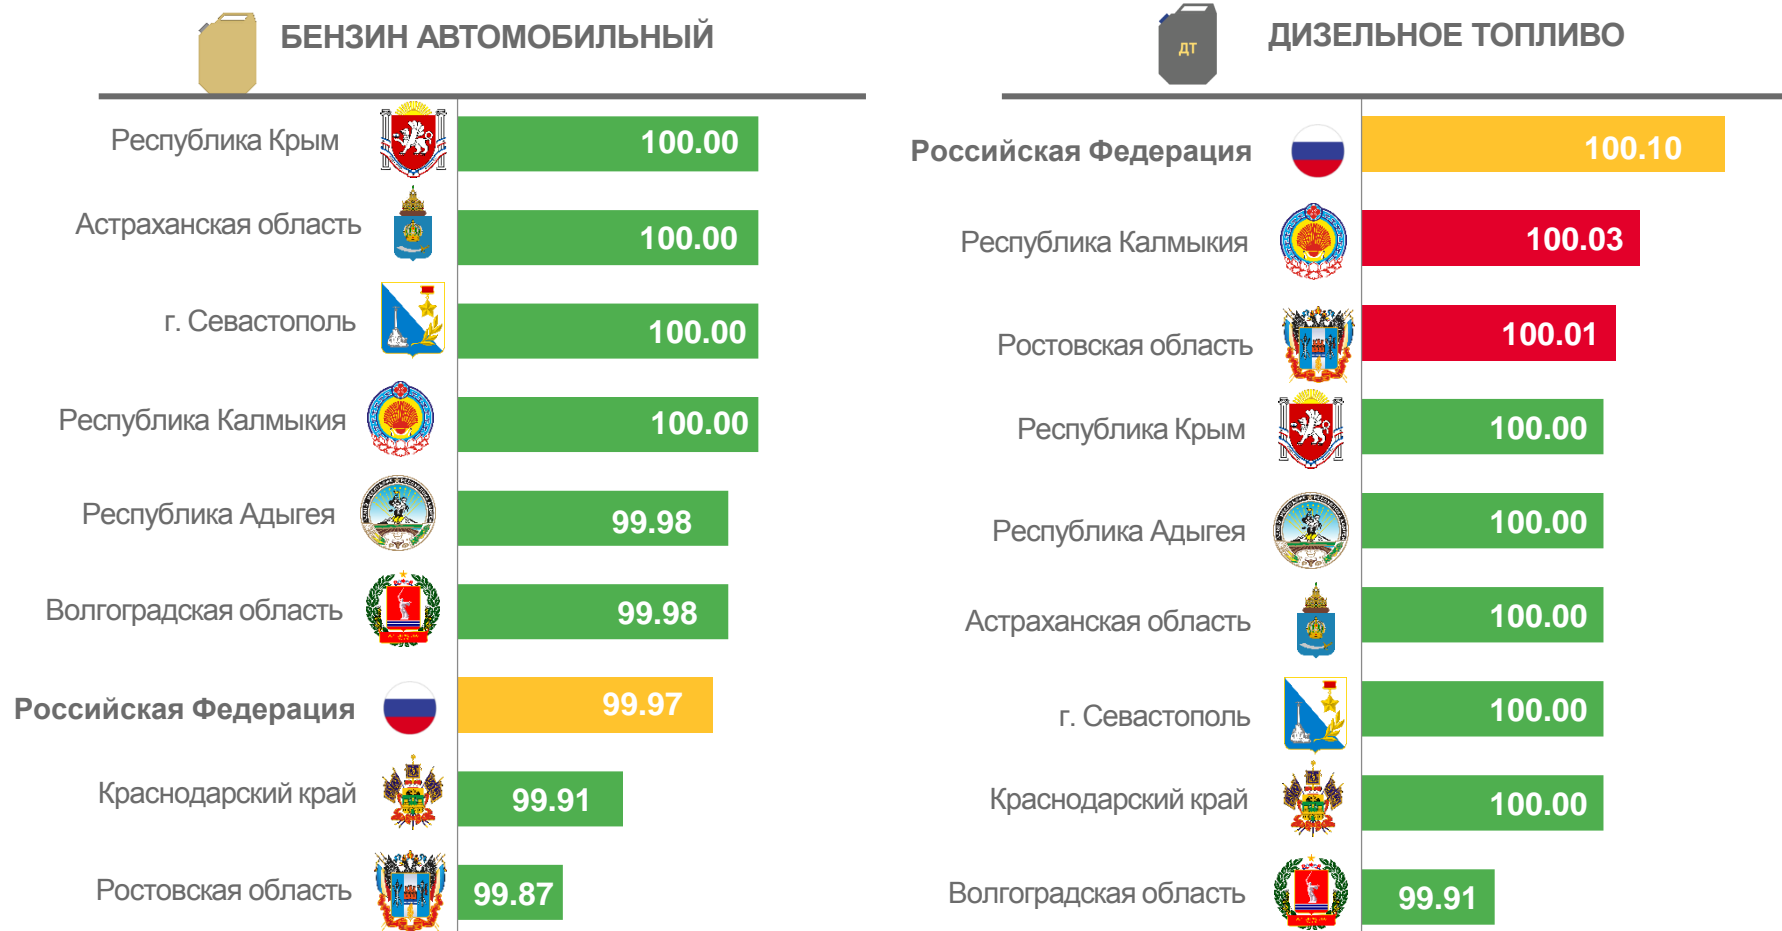 БЕНЗИН АВТОМОБИЛЬНЫЙ
Республика Крым 100.00
Астраханская область 100.00
г. Севастополь 100.00
Республика Калмыкия 100.00
Республика Адыгея 99.98
Волгоградская область 99.98
Российская Федерация 99.97
Краснодарский край 99.91
Ростовская область 99.87
ДТ
ДИЗЕЛЬНОЕ ТОПЛИВО
Российская Федерация 100.10
Республика Калмыкия 100.03
Ростовская область 100.01
Республика Крым 100.00
Республика Адыгея 100.00
Астраханская область 100.00
г. Севастополь 100.00
Краснодарский край 100.00
Волгоградская область 99.91